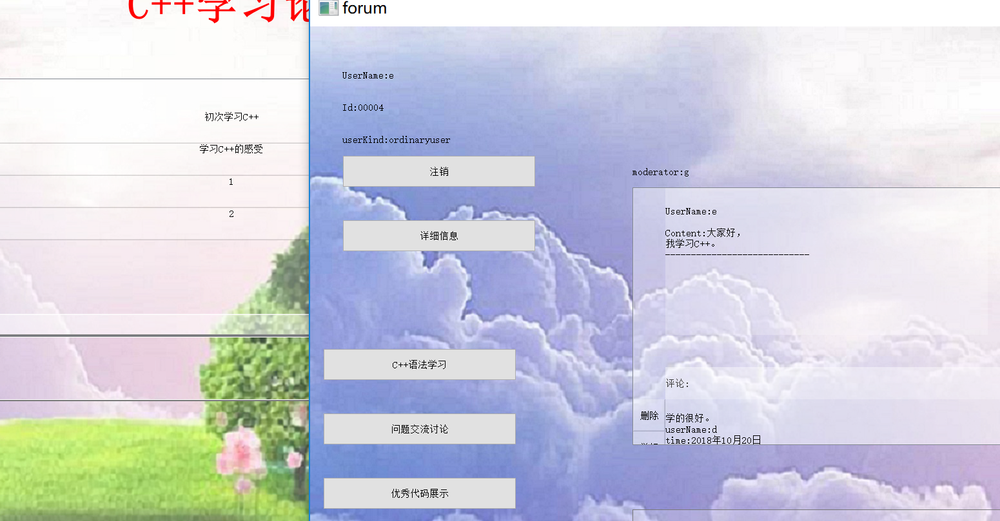 C++学习论
初次学习C++
学习C++的感受
1
2
forum
UserName:e
Id:00004
userKind:ordinaryuser
注销
详细信息
C++语法学习
问题交流讨论
优秀代码展示
moderator:g
UserName:e
Content:大家好，
我学习C++。
----------------------------
评论:
删除
学的很好。
userName:d
time:2018年10月20日